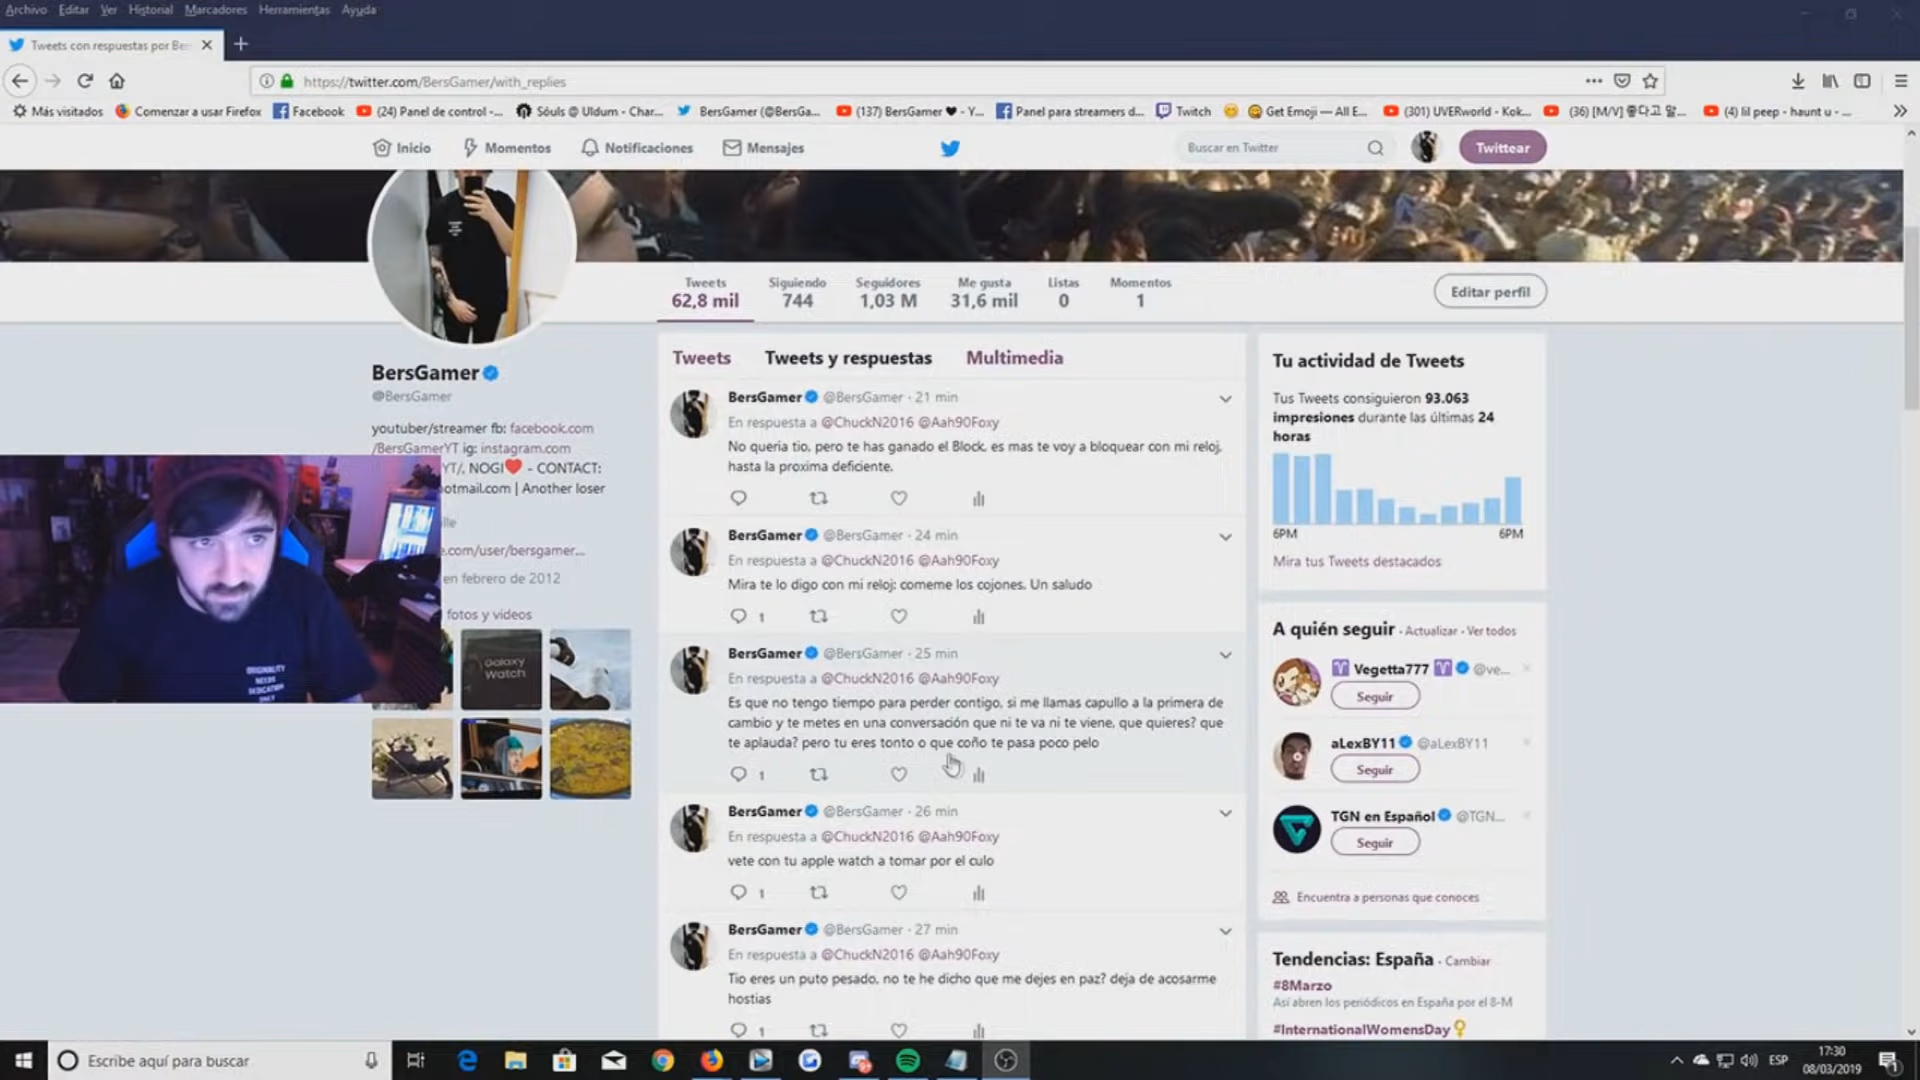 Archivo Editar Ver Historial Marcadores Herramientas Ayuda
Tweets con respuestas por Ber
https://twitter.com/BersGamer/with_replies
Más visitados Comenzar a usar Firefox Facebook (24) Panel de control -... Sóuls @ Uldum - Char... BersGamer (@BersGa... (137) BersGamer ♥ - Y... Panel para streamers d... Twitch Get Emoji — All E... (301) UVERworld - Kok... (36) [M/V] 좋다고 말... (4) lil peep - haunt u - ...
Inicio Momentos Notificaciones Mensajes Buscar en Twitter Twittear
Tweets Siguiendo Seguidores Me gusta Listas Momentos
62,8 mil 744 1,03 M 31,6 mil 0 1 Editar perfil
BersGamer
@BersGamer
youtuber/streamer fb: facebook.com
/BersGamerYT ig: instagram.com
YT/, NOGI❤ - CONTACT:
otmail.com | Another loser
lle
e.com/user/bersgamer...
en febrero de 2012
fotos y videos
Galaxy
Watch
ORIGINALITY
NEEDS
DEDICATION
ONLY
Tweets Tweets y respuestas Multimedia
BersGamer @BersGamer · 21 min
En respuesta a @ChuckN2016 @Aah90Foxy
No queria tio, pero te has ganado el Block, es mas te voy a bloquear con mi reloj,
hasta la proxima deficiente.
BersGamer @BersGamer · 24 min
En respuesta a @ChuckN2016 @Aah90Foxy
Mira te lo digo con mi reloj: comeme los cojones. Un saludo
1
BersGamer @BersGamer · 25 min
En respuesta a @ChuckN2016 @Aah90Foxy
Es que no tengo tiempo para perder contigo, si me llamas capullo a la primera de
cambio y te metes en una conversación que ni te va ni te viene, que quieres? que
te aplauda? pero tu eres tonto o que coño te pasa poco pelo
1
BersGamer @BersGamer · 26 min
En respuesta a @ChuckN2016 @Aah90Foxy
vete con tu apple watch a tomar por el culo
1
BersGamer @BersGamer · 27 min
En respuesta a @ChuckN2016 @Aah90Foxy
Tio eres un puto pesado, no te he dicho que me dejes en paz? deja de acosarme
hostias
1
Tu actividad de Tweets
Tus Tweets consiguieron 93.063
impresiones durante las últimas 24
horas
6PM 6PM
Mira tus Tweets destacados
A quién seguir · Actualizar · Ver todos
♈ Vegetta777 ♈ @ve...
Seguir
aLexBY11 @aLexBY11
Seguir
TGN en Español @TGN...
Seguir
Encuentra a personas que conoces
Tendencias: España · Cambiar
#8Marzo
Así abren los periódicos en España por el 8-M
#InternationalWomensDay
Escribe aquí para buscar
ESP
17:30
08/03/2019